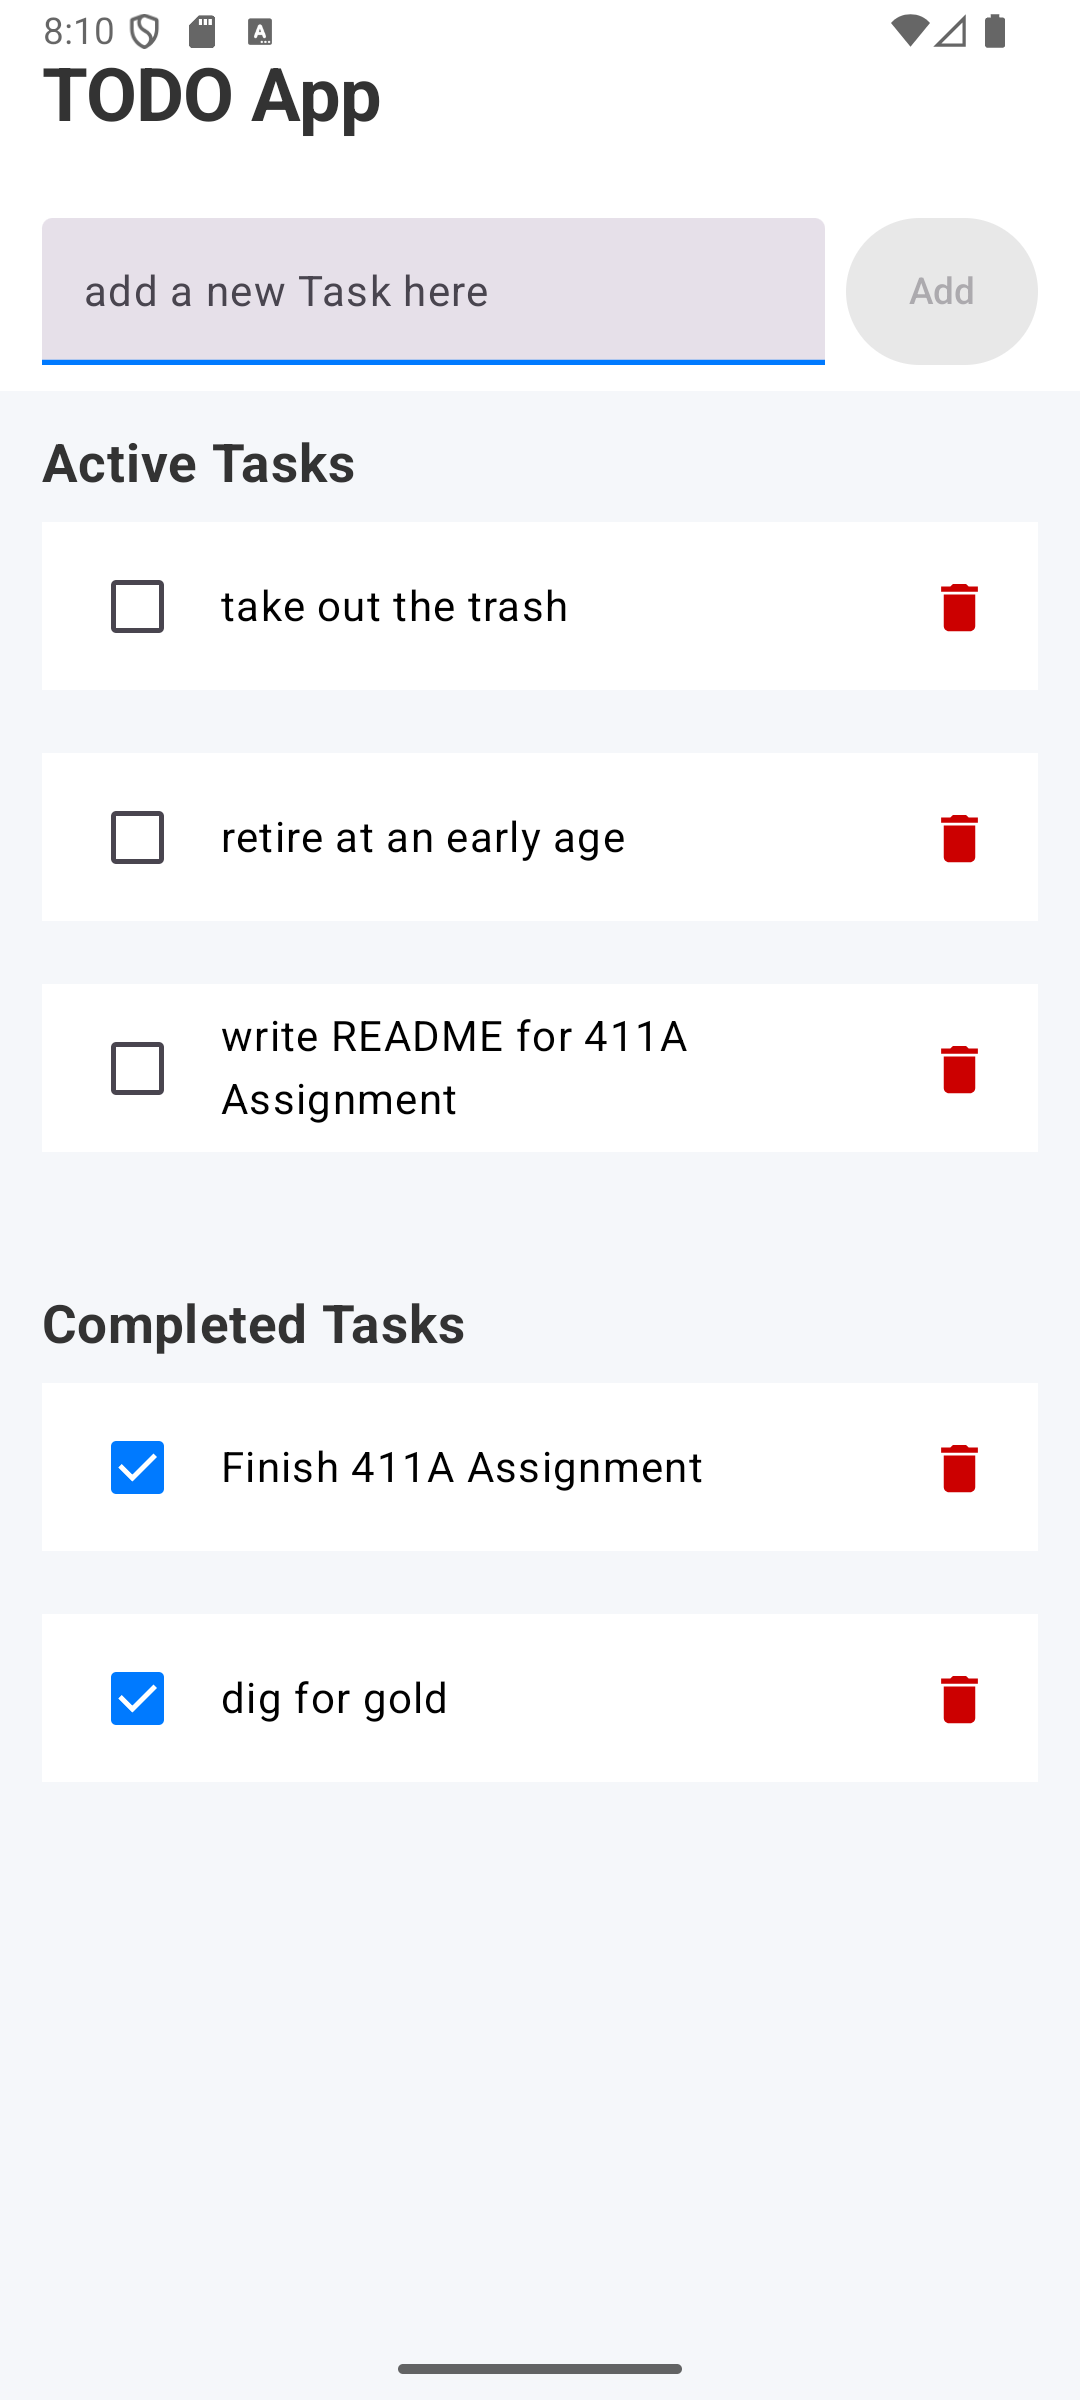 8:10
TODO App
add a new Task here
Add
Active Tasks
take out the trash
retire at an early age
write README for 411A
Assignment
Completed Tasks
Finish 411A Assignment
dig for gold